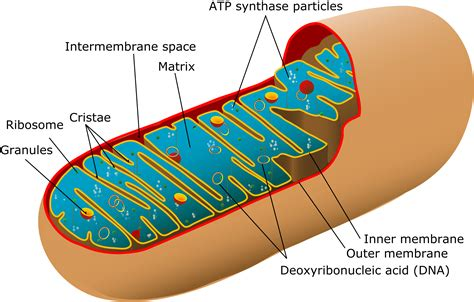 ATP synthase particles
Intermembrane space
Matrix
Cristae
Ribosome
Granules
Inner membrane
Outer membrane
Deoxyribonucleic acid (DNA)